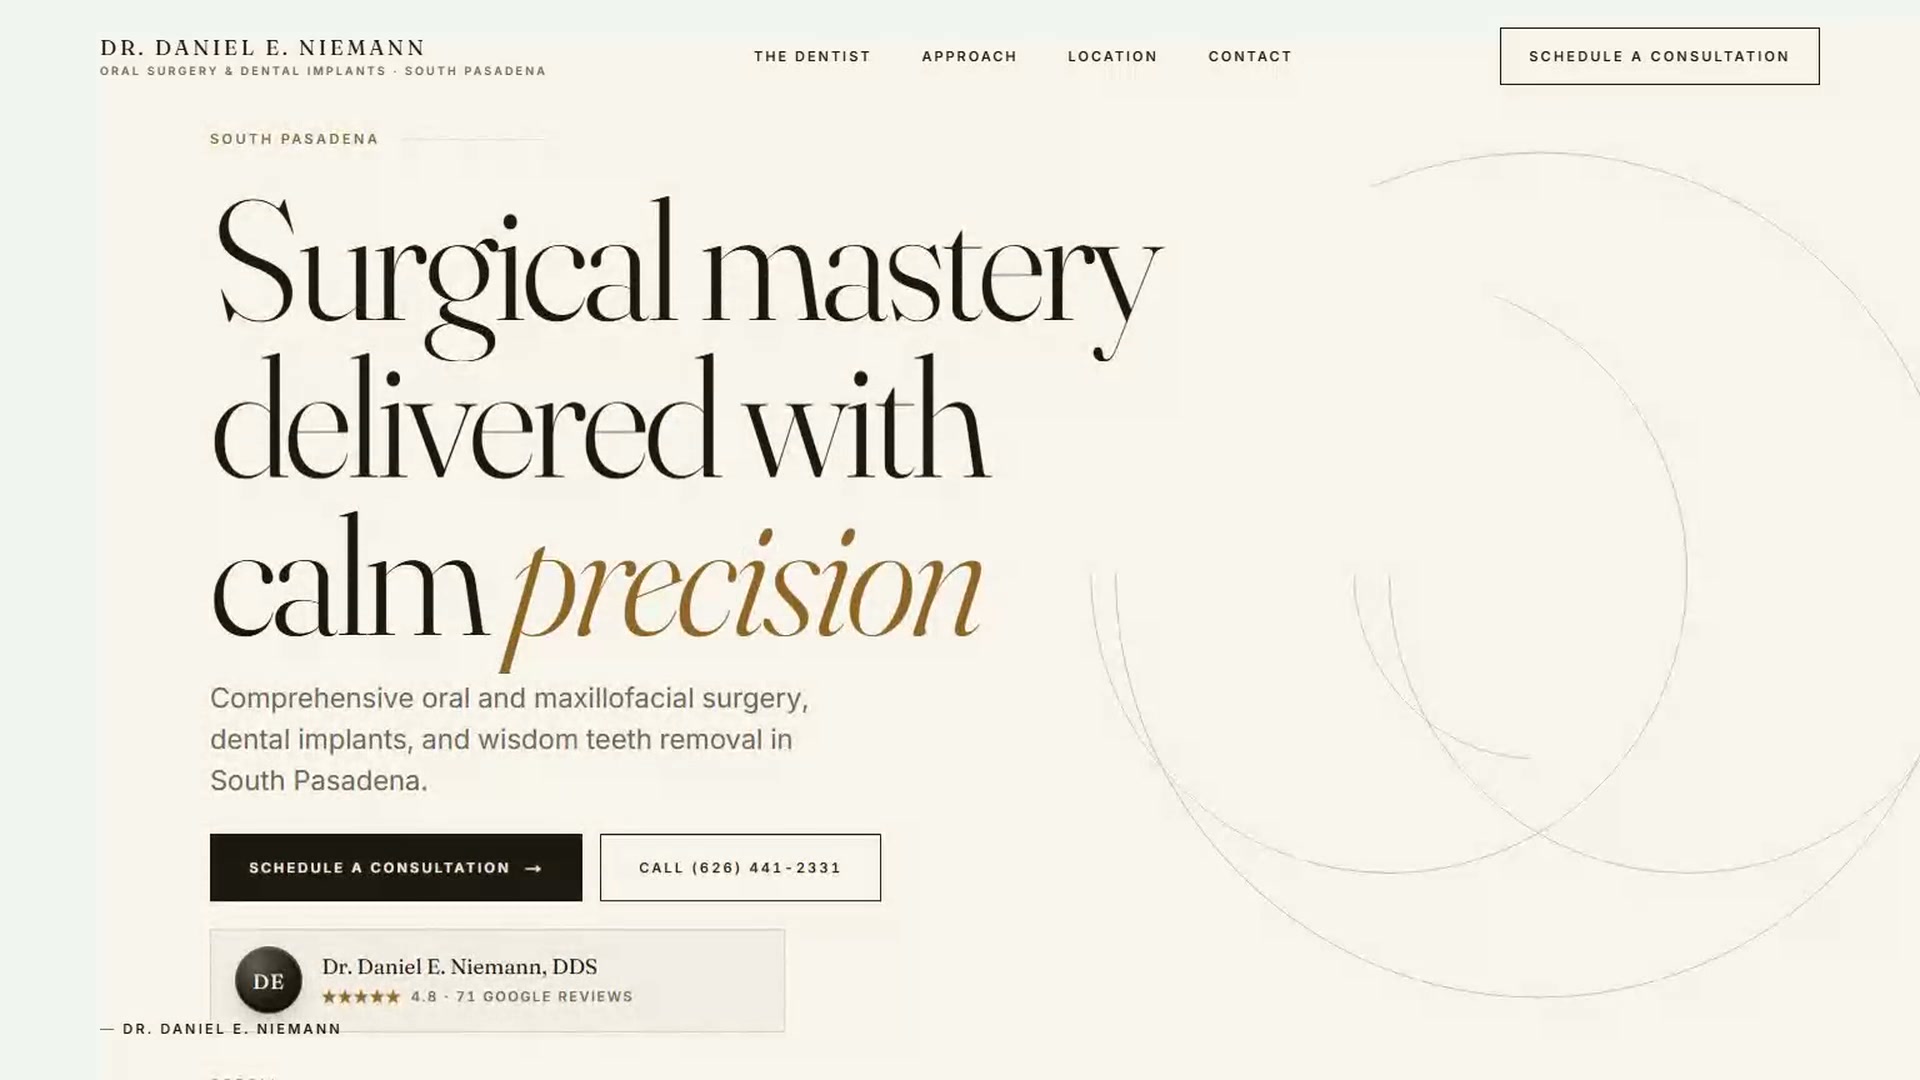 DR. DANIEL E. NIEMANN
ORAL SURGERY & DENTAL IMPLANTS · SOUTH PASADENA
THE DENTIST
APPROACH
LOCATION
CONTACT
SCHEDULE A CONSULTATION
SOUTH PASADENA
Surgical mastery
delivered with
calm precision
Comprehensive oral and maxillofacial surgery,
dental implants, and wisdom teeth removal in
South Pasadena.
SCHEDULE A CONSULTATION →
CALL (626) 441-2331
DE
Dr. Daniel E. Niemann, DDS
★★★★★ 4.8 · 71 GOOGLE REVIEWS
— DR. DANIEL E. NIEMANN